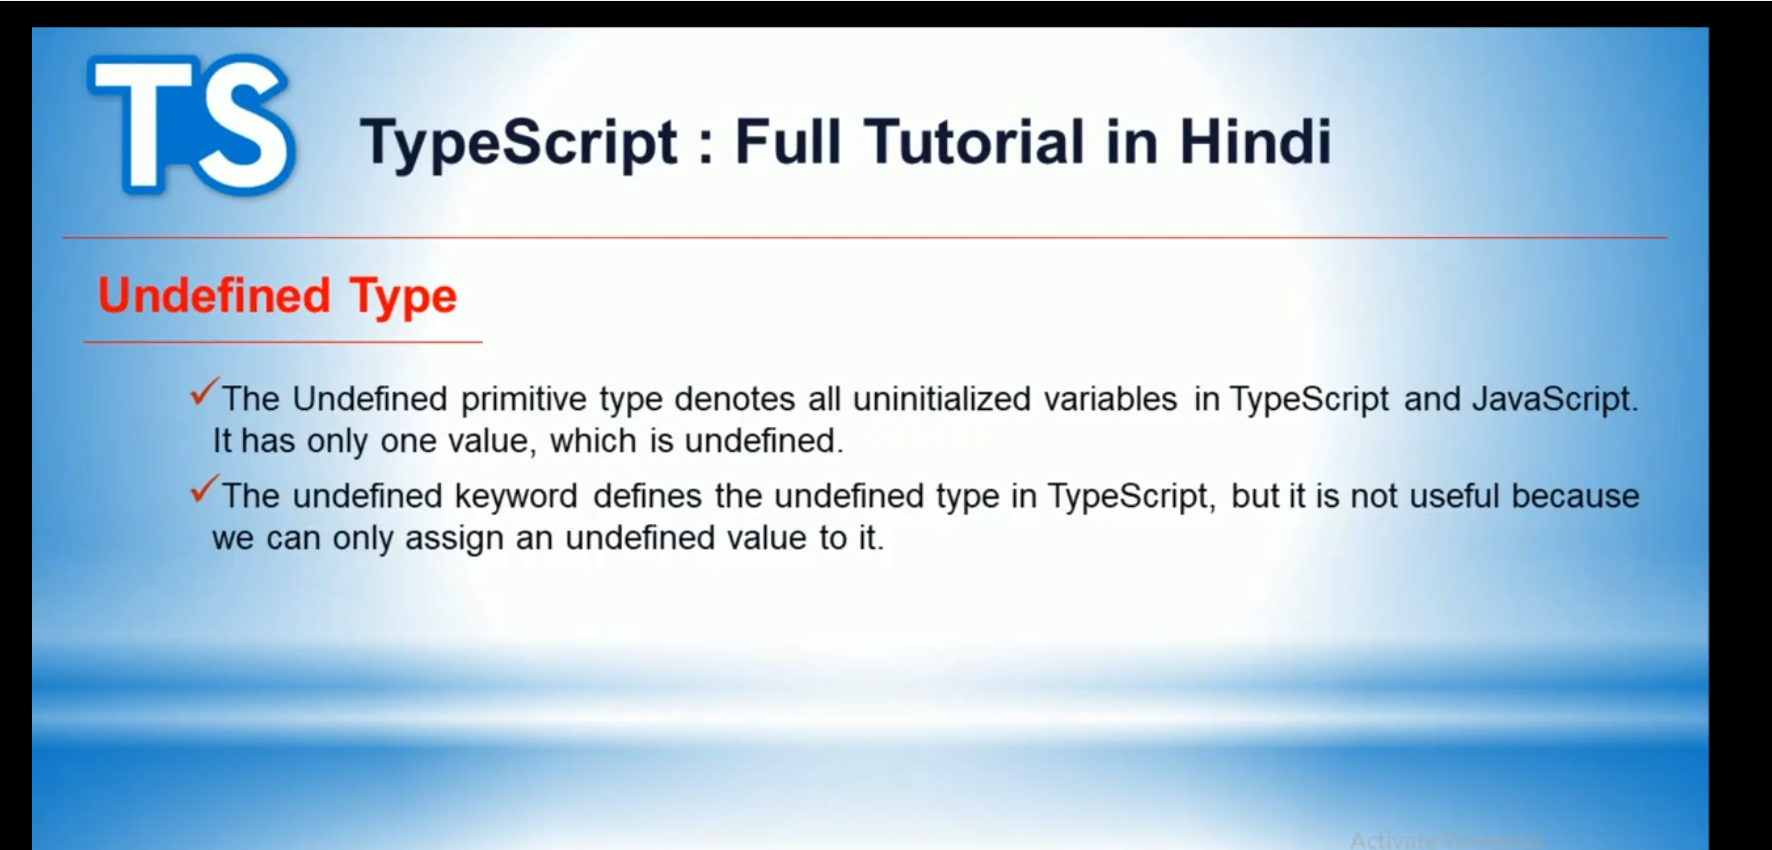 TS
TypeScript : Full Tutorial in Hindi
Undefined Type
✓The Undefined primitive type denotes all uninitialized variables in TypeScript and JavaScript.
It has only one value, which is undefined.
✓The undefined keyword defines the undefined type in TypeScript, but it is not useful because
we can only assign an undefined value to it.
Activate Windows